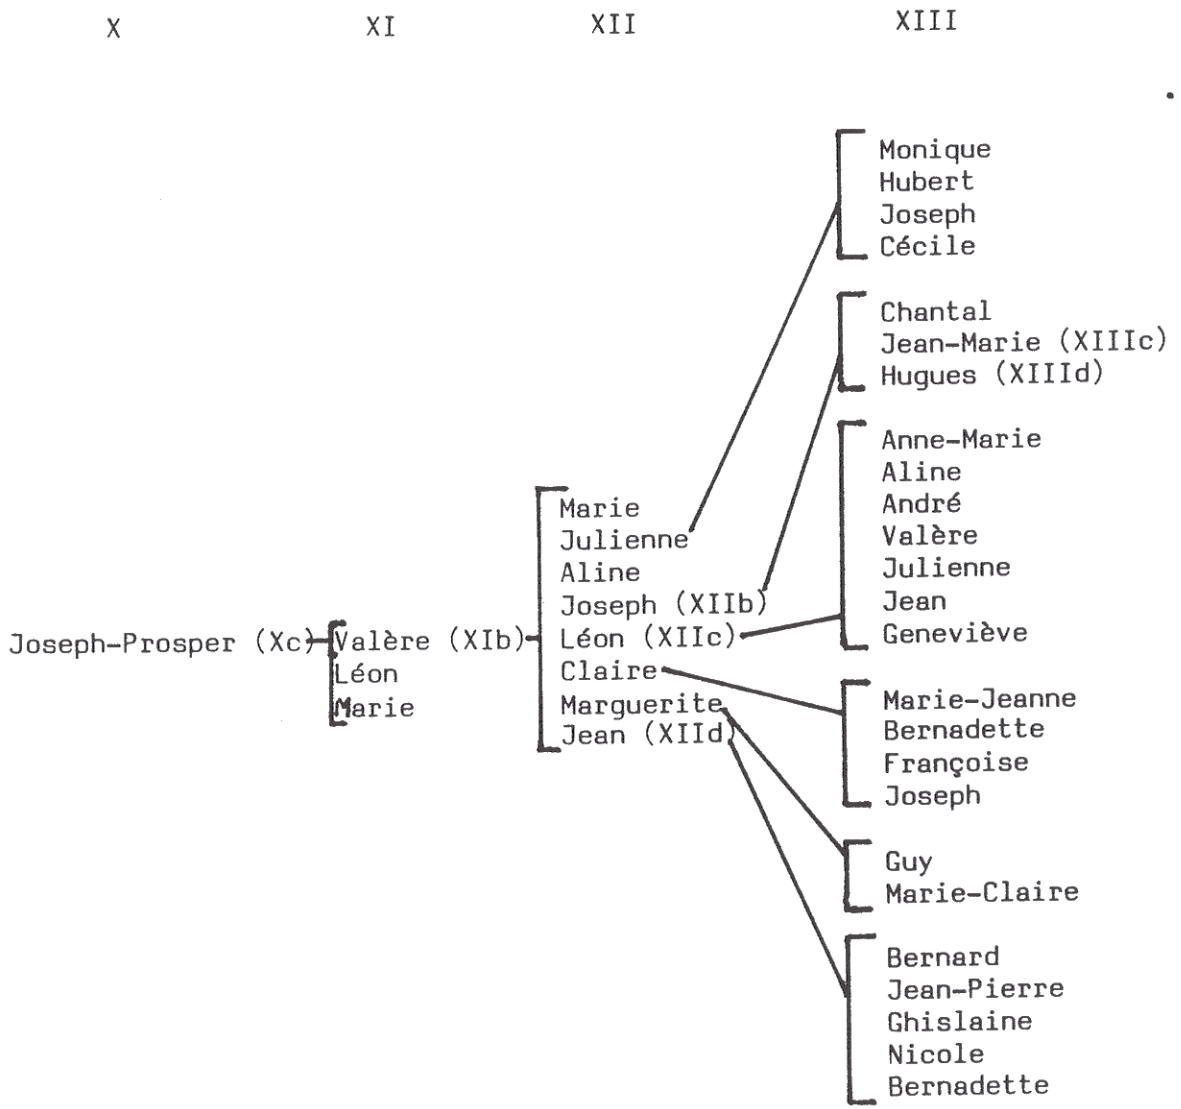 X XI XII XIII
Monique
Hubert
Joseph
Cécile
Chantal
Jean-Marie (XIIIc)
Hugues (XIIId)
Anne-Marie
Aline
André
Valère
Julienne
Jean
Geneviève
Marie
Julienne
Aline
Joseph (XIIb)
Joseph-Prosper (Xc) Valère (XIb) Léon (XIIc)
Léon
Marie
Claire
Marguerite
Jean (XIId)
Marie-Jeanne
Bernadette
Françoise
Joseph
Guy
Marie-Claire
Bernard
Jean-Pierre
Ghislaine
Nicole
Bernadette